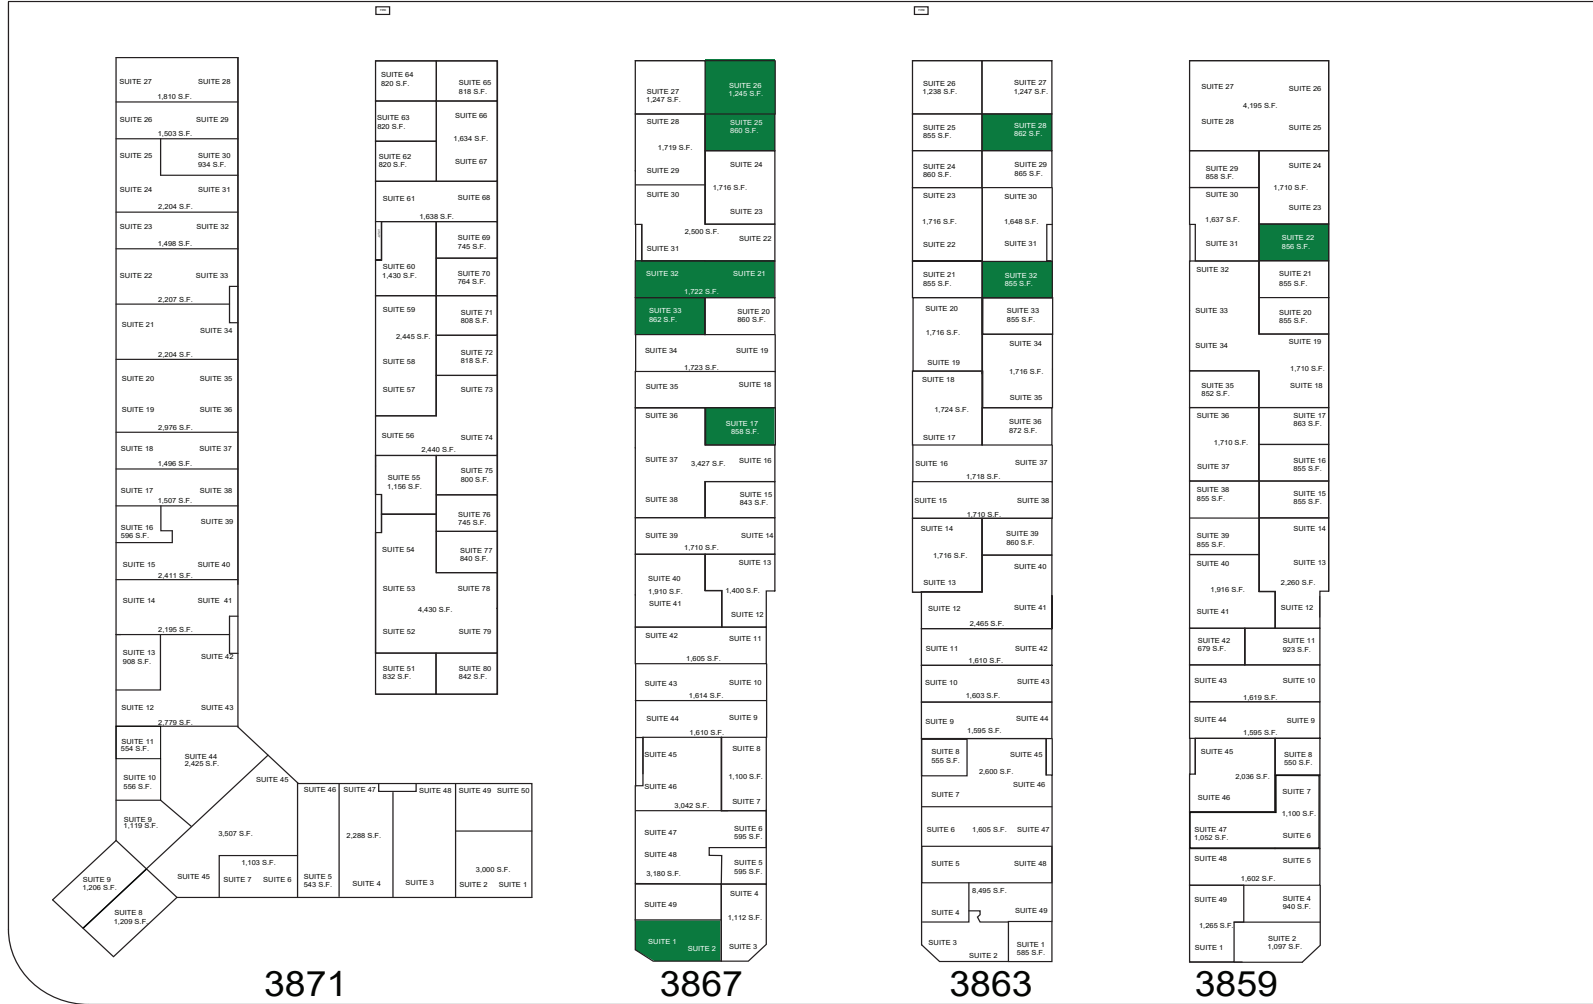 SUITE 27 SUITE 28
1,810 S.F.
SUITE 26 SUITE 29
1,503 S.F.
SUITE 25
SUITE 30
934 S.F.
SUITE 24 SUITE 31
2,204 S.F.
SUITE 23 SUITE 32
1,498 S.F.
SUITE 22 SUITE 33
2,207 S.F.
SUITE 21
SUITE 34
2,204 S.F.
SUITE 20 SUITE 35
SUITE 19 SUITE 36
2,976 S.F.
SUITE 18 SUITE 37
1,496 S.F.
SUITE 17 SUITE 38
1,507 S.F.
SUITE 16
596 S.F.
SUITE 39
SUITE 15 SUITE 40
2,411 S.F.
SUITE 14 SUITE 41
2,195 S.F.
SUITE 13
908 S.F.
SUITE 42
SUITE 12 SUITE 43
2,779 S.F.
SUITE 11
554 S.F.
SUITE 44
2,425 S.F.
SUITE 10
556 S.F.
SUITE 9
1,119 S.F.
SUITE 45
3,507 S.F.
SUITE 45
SUITE 9
1,206 S.F.
SUITE 8
1,209 S.F.
1,103 S.F.
SUITE 7 SUITE 6
SUITE 46
SUITE 5
543 S.F.
SUITE 47
2,288 S.F.
SUITE 4
SUITE 48
SUITE 3
SUITE 49 SUITE 50
3,000 S.F.
SUITE 2 SUITE 1
3871
SUITE 64
820 S.F.
SUITE 65
818 S.F.
SUITE 63
820 S.F.
SUITE 66
1,634 S.F.
SUITE 62
820 S.F.
SUITE 67
SUITE 61 SUITE 68
1,638 S.F.
SUITE 60
1,430 S.F.
SUITE 69
745 S.F.
SUITE 70
764 S.F.
SUITE 59
2,445 S.F.
SUITE 58
SUITE 57
SUITE 71
808 S.F.
SUITE 72
818 S.F.
SUITE 73
SUITE 56 SUITE 74
2,440 S.F.
SUITE 55
1,156 S.F.
SUITE 75
800 S.F.
SUITE 76
745 S.F.
SUITE 54
SUITE 77
840 S.F.
SUITE 53 SUITE 78
4,430 S.F.
SUITE 52 SUITE 79
SUITE 51
832 S.F.
SUITE 80
842 S.F.
SUITE 27
1,247 S.F.
SUITE 26
1,245 S.F.
SUITE 28
1,719 S.F.
SUITE 29
SUITE 25
860 S.F.
SUITE 24
1,716 S.F.
SUITE 23
SUITE 30
2,500 S.F.
SUITE 22
SUITE 31
SUITE 32 SUITE 21
1,722 S.F.
SUITE 33
862 S.F.
SUITE 20
860 S.F.
SUITE 34 SUITE 19
1,723 S.F.
SUITE 35 SUITE 18
SUITE 36
SUITE 17
858 S.F.
SUITE 37 3,427 S.F. SUITE 16
SUITE 38
SUITE 15
843 S.F.
SUITE 39 SUITE 14
1,710 S.F.
SUITE 40
1,910 S.F.
SUITE 41
SUITE 13
1,400 S.F.
SUITE 12
SUITE 42 SUITE 11
1,605 S.F.
SUITE 43 SUITE 10
1,614 S.F.
SUITE 44 SUITE 9
1,610 S.F.
SUITE 45
SUITE 46
3,042 S.F.
SUITE 8
1,100 S.F.
SUITE 7
SUITE 47
SUITE 48
3,180 S.F.
SUITE 6
595 S.F.
SUITE 5
595 S.F.
SUITE 49
SUITE 4
1,112 S.F.
SUITE 3
SUITE 1 SUITE 2
3867
SUITE 26
1,238 S.F.
SUITE 27
1,247 S.F.
SUITE 25
855 S.F.
SUITE 28
862 S.F.
SUITE 24
860 S.F.
SUITE 29
865 S.F.
SUITE 23
1,716 S.F.
SUITE 22
SUITE 30
1,648 S.F.
SUITE 31
SUITE 21
855 S.F.
SUITE 32
855 S.F.
SUITE 20
1,716 S.F.
SUITE 19
SUITE 33
855 S.F.
SUITE 34
1,716 S.F.
SUITE 35
SUITE 18
1,724 S.F.
SUITE 17
SUITE 36
872 S.F.
SUITE 16 SUITE 37
1,718 S.F.
SUITE 15 SUITE 38
1,710 S.F.
SUITE 14
1,716 S.F.
SUITE 13
SUITE 39
860 S.F.
SUITE 40
SUITE 12 SUITE 41
2,465 S.F.
SUITE 11 SUITE 42
1,610 S.F.
SUITE 10 SUITE 43
1,603 S.F.
SUITE 9 SUITE 44
1,595 S.F.
SUITE 8
555 S.F.
SUITE 45
2,600 S.F.
SUITE 46
SUITE 7
SUITE 6 1,605 S.F. SUITE 47
SUITE 5 SUITE 48
8,495 S.F.
SUITE 4 SUITE 49
SUITE 3
SUITE 2
SUITE 1
585 S.F.
3863
SUITE 27 SUITE 26
4,195 S.F.
SUITE 28 SUITE 25
SUITE 29
858 S.F.
SUITE 24
1,710 S.F.
SUITE 23
SUITE 30
1,637 S.F.
SUITE 31
SUITE 22
856 S.F.
SUITE 32
SUITE 21
855 S.F.
SUITE 33
SUITE 20
855 S.F.
SUITE 34
SUITE 19
1,710 S.F.
SUITE 18
SUITE 35
852 S.F.
SUITE 36
1,710 S.F.
SUITE 37
SUITE 17
863 S.F.
SUITE 16
855 S.F.
SUITE 38
855 S.F.
SUITE 15
855 S.F.
SUITE 39
855 S.F.
SUITE 14
SUITE 13
2,260 S.F.
SUITE 12
SUITE 40
1,916 S.F.
SUITE 41
SUITE 42
679 S.F.
SUITE 11
923 S.F.
SUITE 43 SUITE 10
1,619 S.F.
SUITE 44 SUITE 9
1,595 S.F.
SUITE 45
2,036 S.F.
SUITE 46
SUITE 8
550 S.F.
SUITE 7
1,100 S.F.
SUITE 6
SUITE 47
1,052 S.F.
SUITE 48 SUITE 5
1,602 S.F.
SUITE 49
1,265 S.F.
SUITE 1
SUITE 4
940 S.F.
SUITE 2
1,097 S.F.
3859